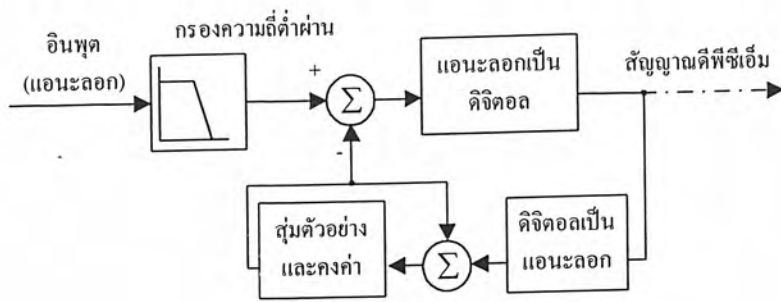 อินพุต
(แอนะลอก)
กรองความถี่ต่ำผ่าน
+
Σ
-
แอนะลอกเป็น
ดิจิตอล
สัญญาณดีพีซีเอ็ม
สุ่มตัวอย่าง
และคงค่า
Σ
ดิจิตอลเป็น
แอนะลอก